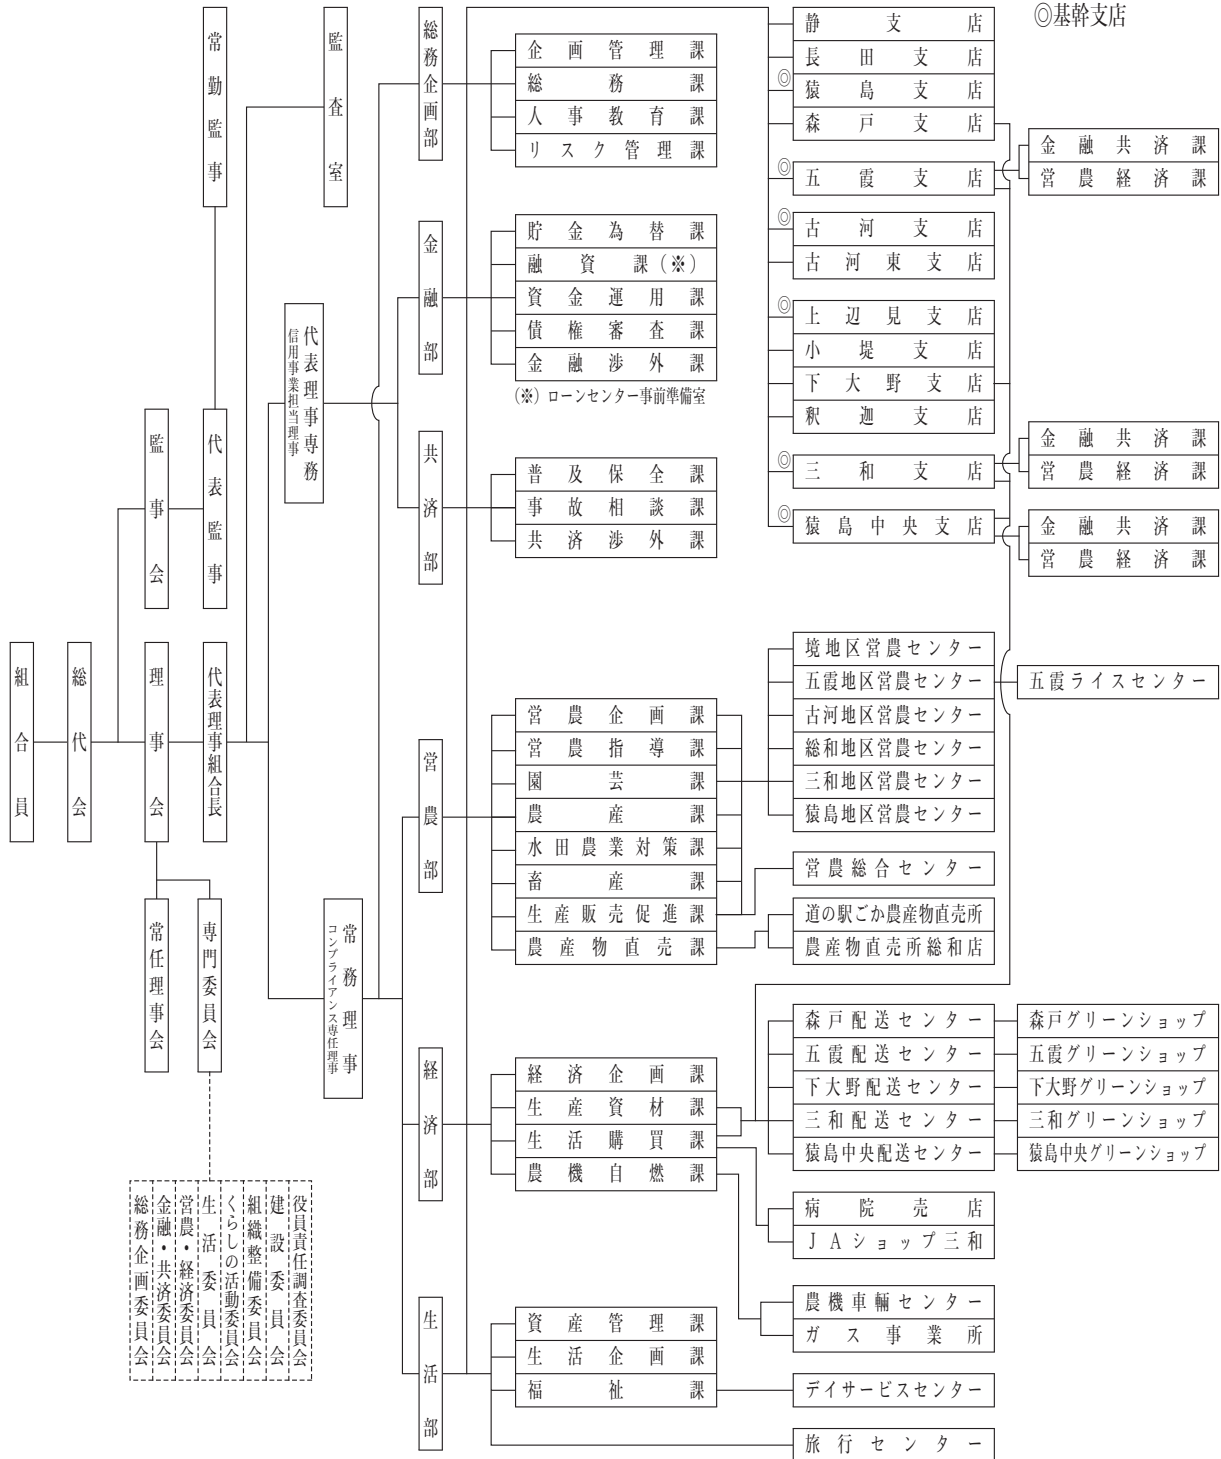 ◎基幹支店
組合員
総代会
監事会
理事会
常勤監事
代表監事
代表理事組合長
常任理事会
専門委員会
総務企画委員会
金融・共済委員会
営農・経済委員会
生活委員会
くらしの活動委員会
組織整備委員会
建設委員会
役員責任調査委員会
監査室
代表理事専務
信用事業担当理事
常務理事
コンプライアンス専任理事
総務企画部
企画管理課
総務課
人事教育課
リスク管理課
金融部
貯金為替課
融資課(※)
資金運用課
債権審査課
金融渉外課
(※) ローンセンター事前準備室
共済部
普及保全課
事故相談課
共済渉外課
営農部
営農企画課
営農指導課
園芸課
農産課
水田農業対策課
畜産課
生産販売促進課
農産物直売課
経済部
経済企画課
生産資材課
生活購買課
農機自燃課
生活部
資産管理課
生活企画課
福祉課
静支店
長田支店
◎猿島支店
森戸支店
◎五霞支店
金融共済課
営農経済課
◎古河支店
古河東支店
◎上辺見支店
小堤支店
下大野支店
釈迦支店
◎三和支店
金融共済課
営農経済課
◎猿島中央支店
金融共済課
営農経済課
境地区営農センター
五霞地区営農センター
五霞ライスセンター
古河地区営農センター
総和地区営農センター
三和地区営農センター
猿島地区営農センター
営農総合センター
道の駅ごか農産物直売所
農産物直売所総和店
森戸配送センター
森戸グリーンショップ
五霞配送センター
五霞グリーンショップ
下大野配送センター
下大野グリーンショップ
三和配送センター
三和グリーンショップ
猿島中央配送センター
猿島中央グリーンショップ
病院売店
JAショップ三和
農機車輛センター
ガス事業所
デイサービスセンター
旅行センター